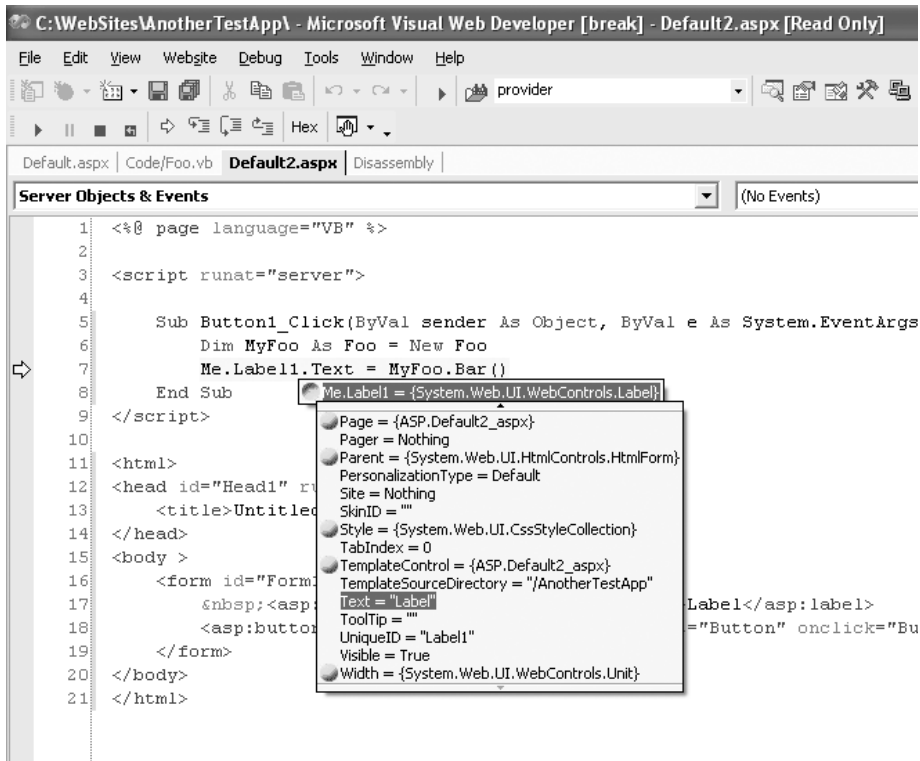 C:\WebSites\AnotherTestApp\ - Microsoft Visual Web Developer [break] - Default2.aspx [Read Only]
File Edit View Website Debug Tools Window Help
provider
Hex
Default.aspx Code/Foo.vb Default2.aspx Disassembly
Server Objects & Events (No Events)
1 <%@ page language="VB" %>
2
3 <script runat="server">
4
5 Sub Button1_Click(ByVal sender As Object, ByVal e As System.EventArgs
6 Dim MyFoo As Foo = New Foo
7 Me.Label1.Text = MyFoo.Bar()
8 End Sub
Me.Label1 = {System.Web.UI.WebControls.Label}
9 </script>
Page = {ASP.Default2_aspx}
10
Pager = Nothing
11 <html>
Parent = {System.Web.UI.HtmlControls.HtmlForm}
12 <head id="Head1" ru
PersonalizationType = Default
Site = Nothing
13 <title>Untitled
SkinID = ""
14 </head>
Style = {System.Web.UI.CssStyleCollection}
15 <body >
TabIndex = 0
TemplateControl = {ASP.Default2_aspx}
16 <form id="Form1
TemplateSourceDirectory = "/AnotherTestApp"
17 &nbsp;<asp: Label</asp:label>
Text = "Label"
18 <asp:button ="Button" onclick="Bu
ToolTip = ""
UniqueID = "Label1"
19 </form>
Visible = True
20 </body>
Width = {System.Web.UI.WebControls.Unit}
21 </html>